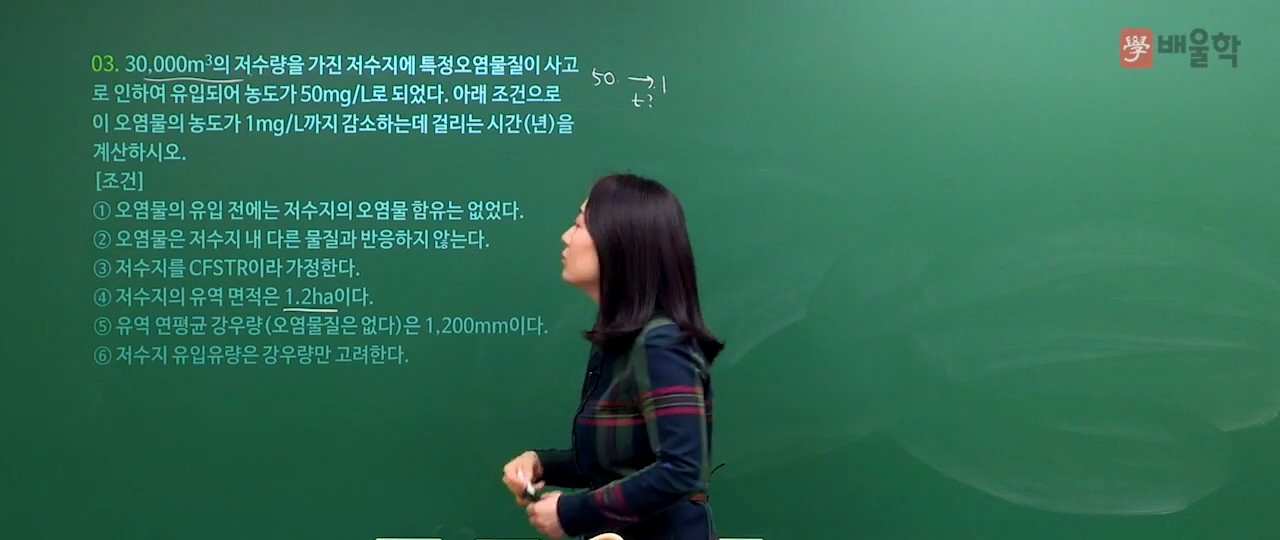 學 배울학
03. 30,000m³의 저수량을 가진 저수지에 특정오염물질이 사고
로 인하여 유입되어 농도가 50mg/L로 되었다. 아래 조건으로
이 오염물의 농도가 1mg/L까지 감소하는데 걸리는 시간(년)을
계산하시오.
[조건]
① 오염물의 유입 전에는 저수지의 오염물 함유는 없었다.
② 오염물은 저수지 내 다른 물질과 반응하지 않는다.
③ 저수지를 CFSTR이라 가정한다.
④ 저수지의 유역 면적은 1.2ha이다.
⑤ 유역 연평균 강우량(오염물질은 없다)은 1,200mm이다.
⑥ 저수지 유입유량은 강우량만 고려한다.
50 → 1
t?